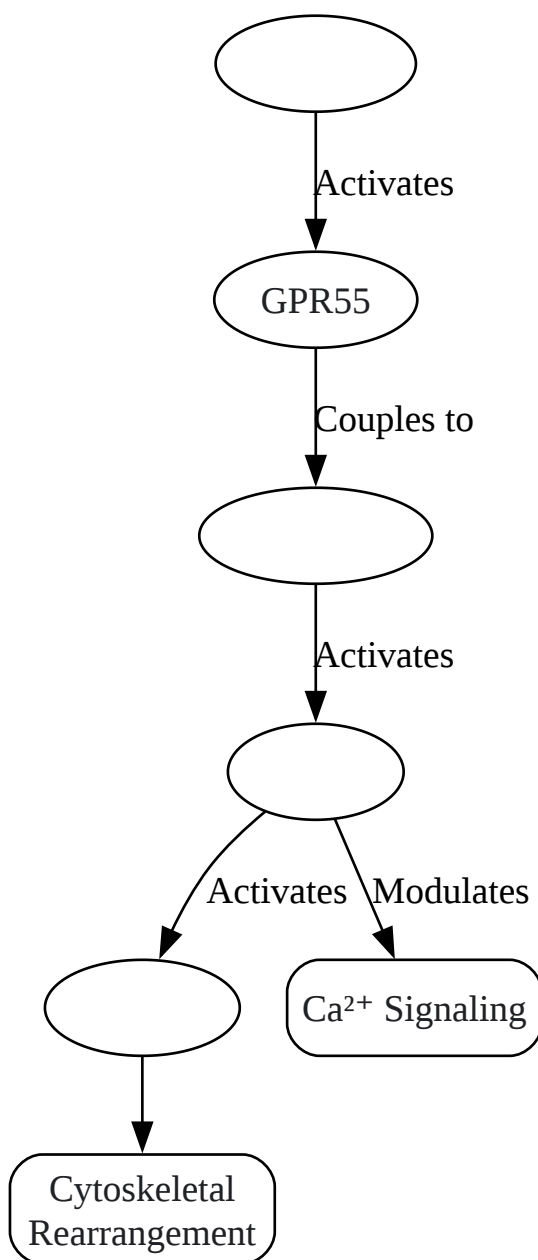 Activates
GPR55
Couples to
Activates
Activates
Modulates
Ca²⁺ Signaling
Cytoskeletal
Rearrangement